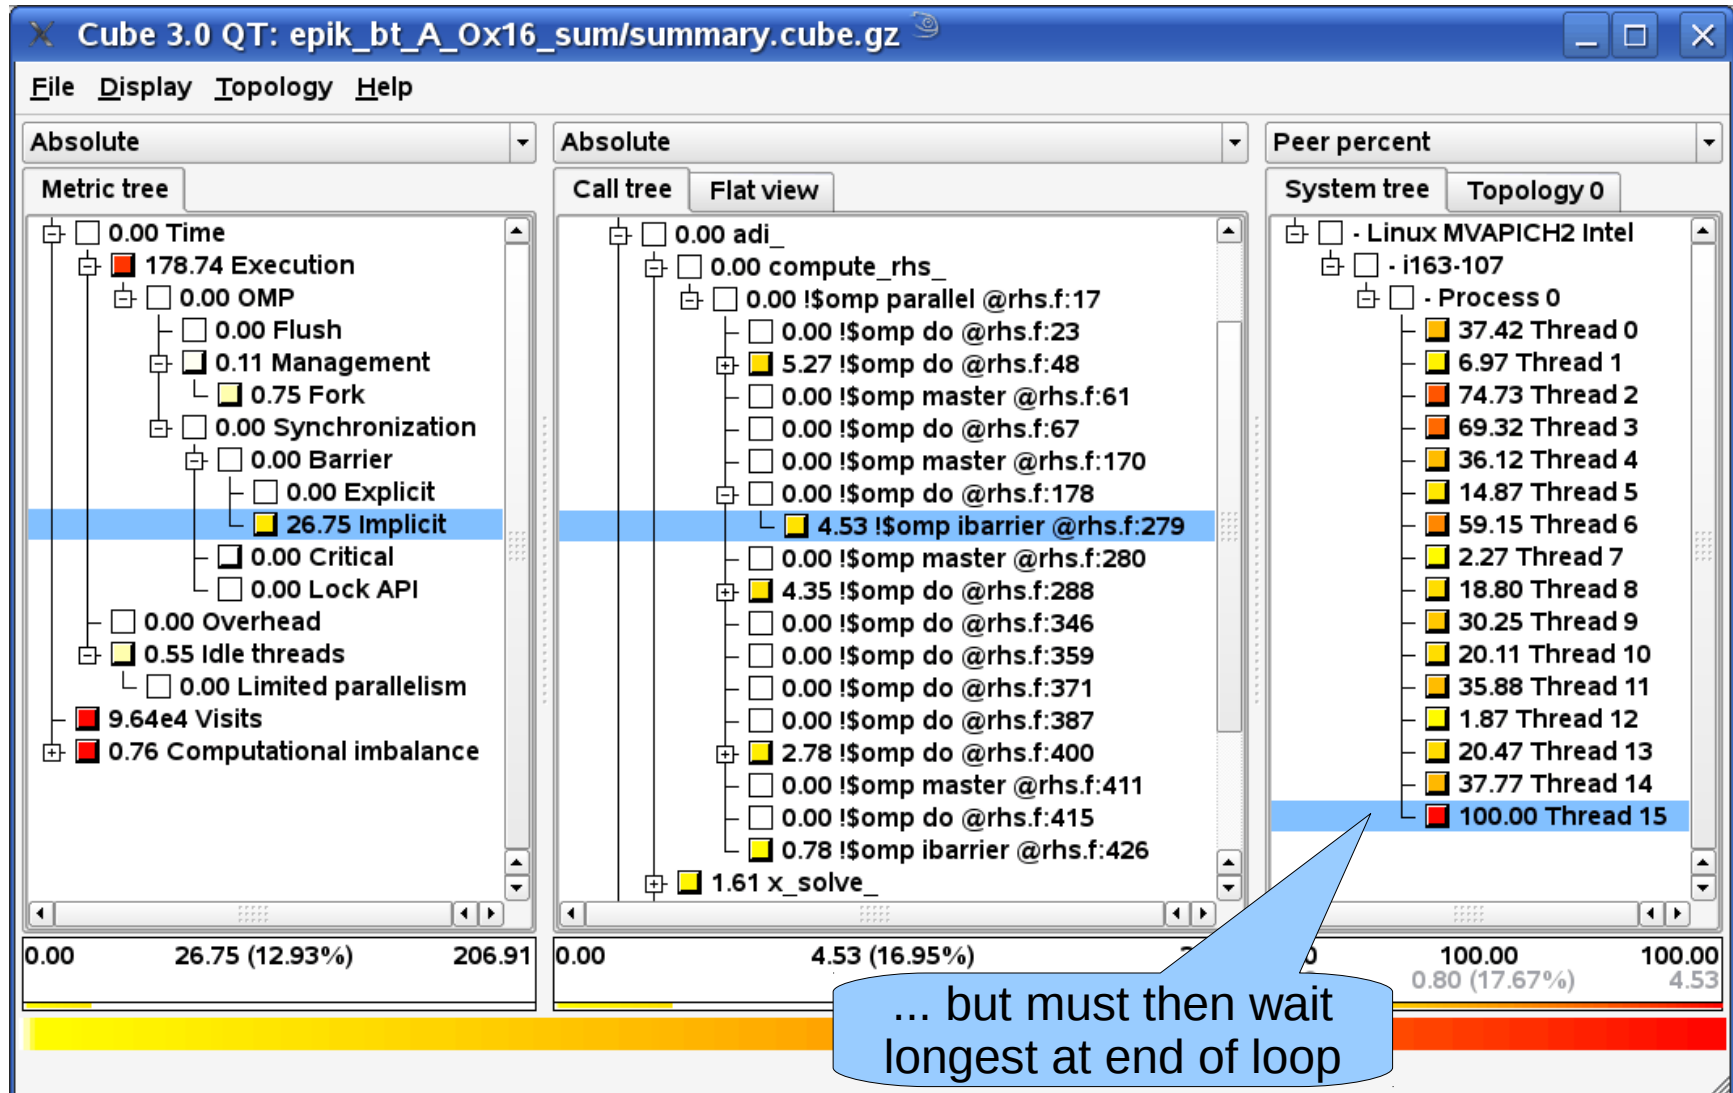 Cube 3.0 QT: epik_bt_A_Ox16_sum/summary.cube.gz
File Display Topology Help
Absolute
Metric tree
0.00 Time
178.74 Execution
0.00 OMP
0.00 Flush
0.11 Management
0.75 Fork
0.00 Synchronization
0.00 Barrier
0.00 Explicit
26.75 Implicit
0.00 Critical
0.00 Lock API
0.00 Overhead
0.55 Idle threads
0.00 Limited parallelism
9.64e4 Visits
0.76 Computational imbalance
0.00 26.75 (12.93%) 206.91
Absolute
Call tree Flat view
0.00 adi_
0.00 compute_rhs_
0.00 !$omp parallel @rhs.f:17
0.00 !$omp do @rhs.f:23
5.27 !$omp do @rhs.f:48
0.00 !$omp master @rhs.f:61
0.00 !$omp do @rhs.f:67
0.00 !$omp master @rhs.f:170
0.00 !$omp do @rhs.f:178
4.53 !$omp ibarrier @rhs.f:279
0.00 !$omp master @rhs.f:280
4.35 !$omp do @rhs.f:288
0.00 !$omp do @rhs.f:346
0.00 !$omp do @rhs.f:359
0.00 !$omp do @rhs.f:371
0.00 !$omp do @rhs.f:387
2.78 !$omp do @rhs.f:400
0.00 !$omp master @rhs.f:411
0.00 !$omp do @rhs.f:415
0.78 !$omp ibarrier @rhs.f:426
1.61 x_solve_
0.00 4.53 (16.95%)
Peer percent
System tree Topology 0
- Linux MVAPICH2 Intel
- i163-107
- Process 0
37.42 Thread 0
6.97 Thread 1
74.73 Thread 2
69.32 Thread 3
36.12 Thread 4
14.87 Thread 5
59.15 Thread 6
2.27 Thread 7
18.80 Thread 8
30.25 Thread 9
20.11 Thread 10
35.88 Thread 11
1.87 Thread 12
20.47 Thread 13
37.77 Thread 14
100.00 Thread 15
100.00 100.00
0.80 (17.67%) 4.53
... but must then wait
longest at end of loop